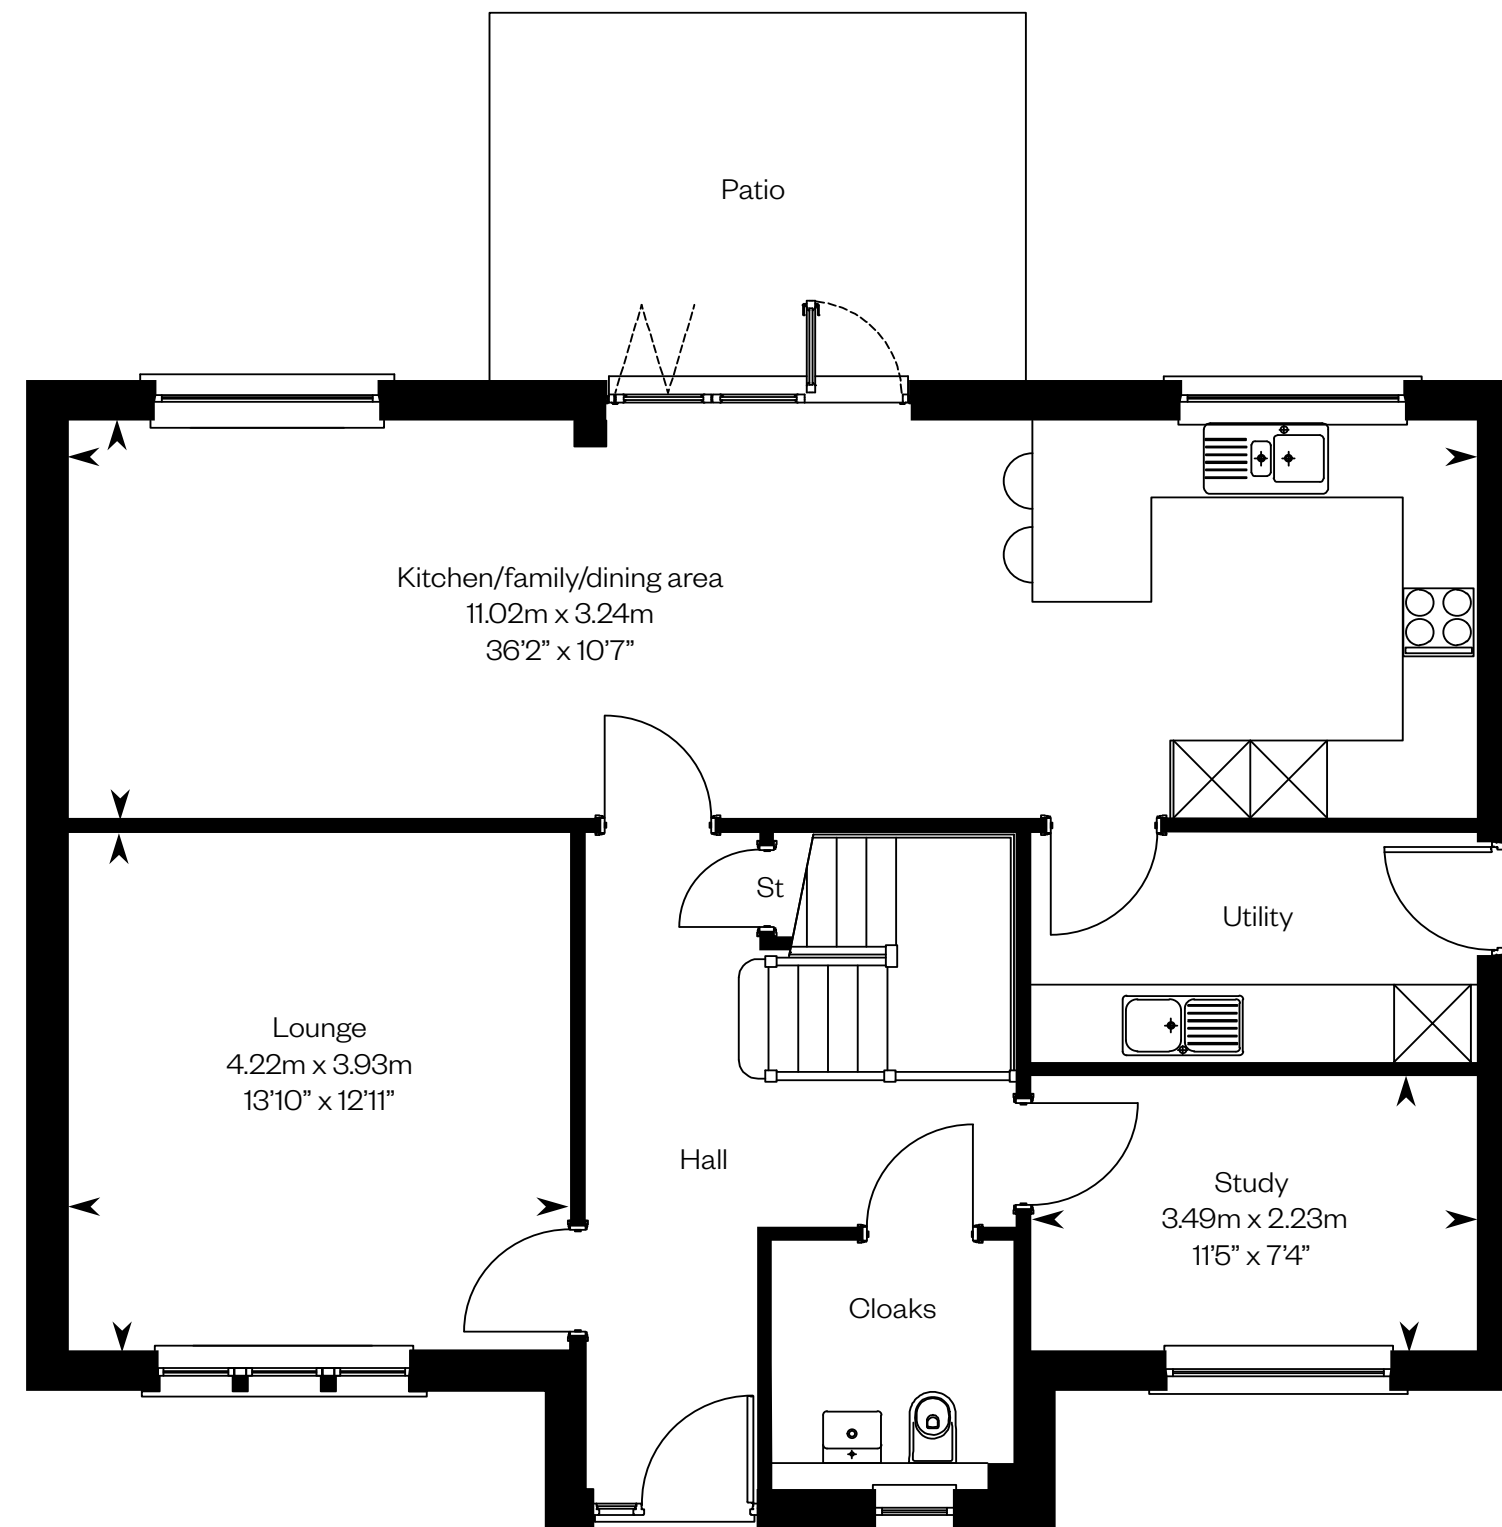 Patio
Kitchen/family/dining area
11.02m x 3.24m
36’2” x 10’7”
St
Utility
Lounge
4.22m x 3.93m
13’10” x 12’11”
Hall
Study
3.49m x 2.23m
11’5” x 7’4”
Cloaks